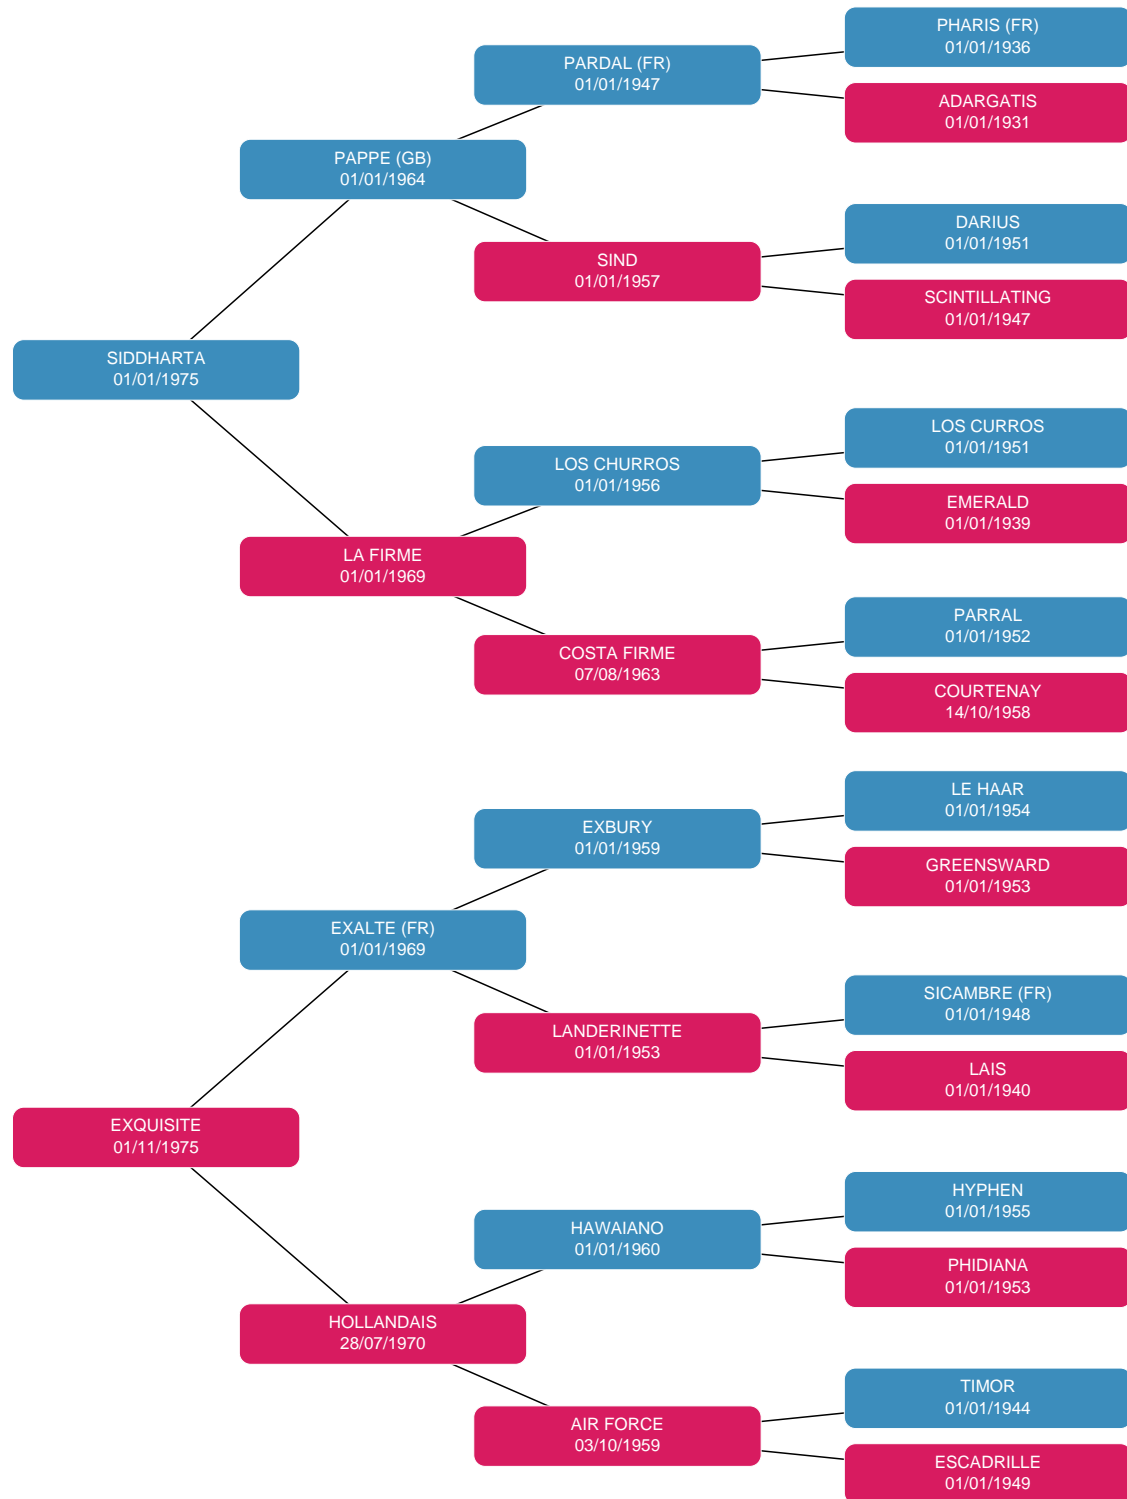 PHARIS (FR)
01/01/1936
PARDAL (FR)
01/01/1947
ADARGATIS
01/01/1931
PAPPE (GB)
01/01/1964
DARIUS
01/01/1951
SIND
01/01/1957
SCINTILLATING
01/01/1947
SIDDHARTA
01/01/1975
LOS CURROS
01/01/1951
LOS CHURROS
01/01/1956
EMERALD
01/01/1939
LA FIRME
01/01/1969
PARRAL
01/01/1952
COSTA FIRME
07/08/1963
COURTENAY
14/10/1958
LE HAAR
01/01/1954
EXBURY
01/01/1959
GREENSWARD
01/01/1953
EXALTE (FR)
01/01/1969
SICAMBRE (FR)
01/01/1948
LANDERINETTE
01/01/1953
LAIS
01/01/1940
EXQUISITE
01/11/1975
HYPHEN
01/01/1955
HAWAIANO
01/01/1960
PHIDIANA
01/01/1953
HOLLANDAIS
28/07/1970
TIMOR
01/01/1944
AIR FORCE
03/10/1959
ESCADRILLE
01/01/1949